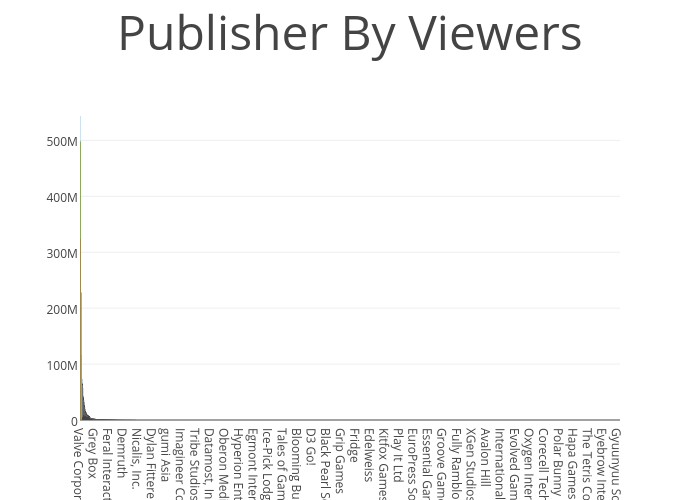 Publisher By Viewers
500M
400M
300M
200M
100M
0
Valve Corpor
Grey Box
Feral Interact
Demruth
Nicalis, Inc.
Dylan Fittere
gumi Asia
Imagineer Co
Tribe Studios
Datamost, In
Oberon Medi
Hyperion Ent
Egmont Inter
Ice-Pick Lodg
Tales of Gam
Blooming Bu
D3 Go!
Black Pearl S
Grip Games
Fridge
Edelweiss
Kitfox Games
Play It Ltd
EuroPress So
Essential Gar
Groove Gam
Fully Ramblo
XGen Studios
Avalon Hill
International
Evolved Gam
Oxygen Inter
Corecell Tech
Polar Bunny
Hapa Games
The Tetris Co
Eyebrow Inte
Gyuunyuu So